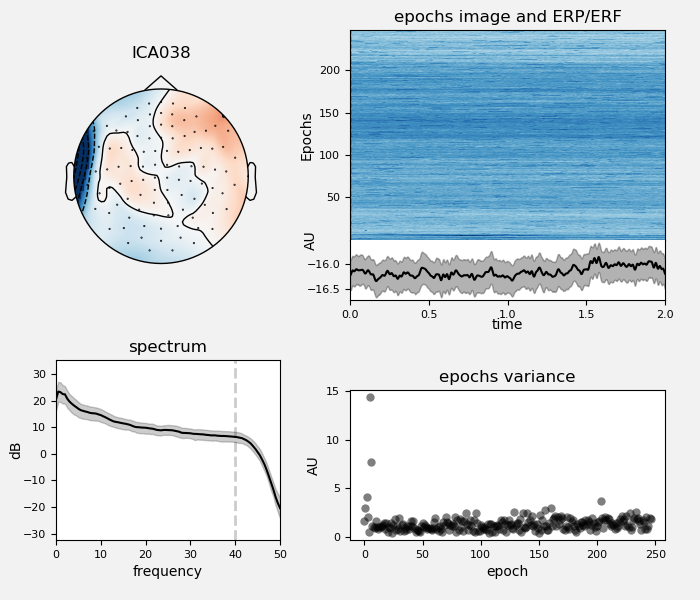 ICA038
epochs image and ERP/ERF
Epochs
200
150
100
50
AU
−16.0
−16.5
0.0 0.5 1.0 1.5 2.0
time
spectrum
dB
30
20
10
0
−10
−20
−30
0 10 20 30 40 50
frequency
epochs variance
AU
15
10
5
0
0 50 100 150 200 250
epoch